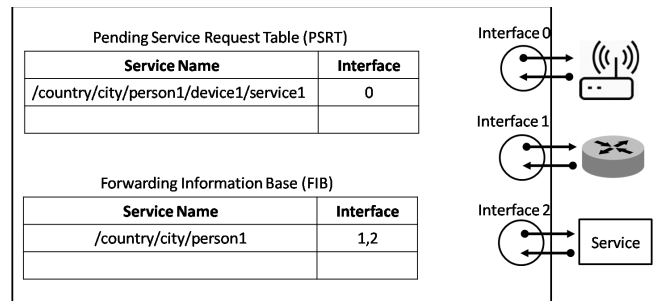 Pending Service Request Table (PSRT)
Service Name Interface
/country/city/person1/device1/service1 0
Forwarding Information Base (FIB)
Service Name Interface
/country/city/person1 1,2
Interface 0
Interface 1
Interface 2
Service